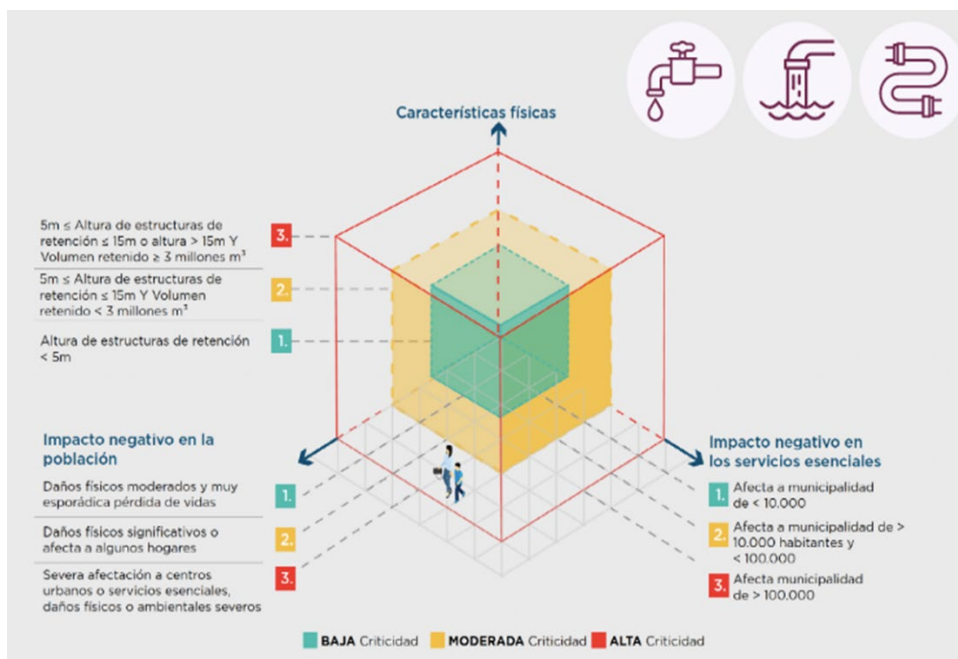 Características físicas
5m ≤ Altura de estructuras de
retención ≤ 15m o altura > 15m Y
Volumen retenido ≥ 3 millones m³
3.
5m ≤ Altura de estructuras de
retención ≤ 15m Y Volumen
retenido < 3 millones m³
2.
Altura de estructuras de retención
< 5m
1.
Impacto negativo en la
población
Daños físicos moderados y muy
esporádica pérdida de vidas
1.
Daños físicos significativos o
afecta a algunos hogares
2.
Severa afectación a centros
urbanos o servicios esenciales,
daños físicos o ambientales severos
3.
Impacto negativo en
los servicios esenciales
1.
Afecta a municipalidad
de < 10.000
2.
Afecta a municipalidad de >
10.000 habitantes y
< 100.000
3.
Afecta municipalidad
de > 100.000
BAJA Criticidad
MODERADA Criticidad
ALTA Criticidad